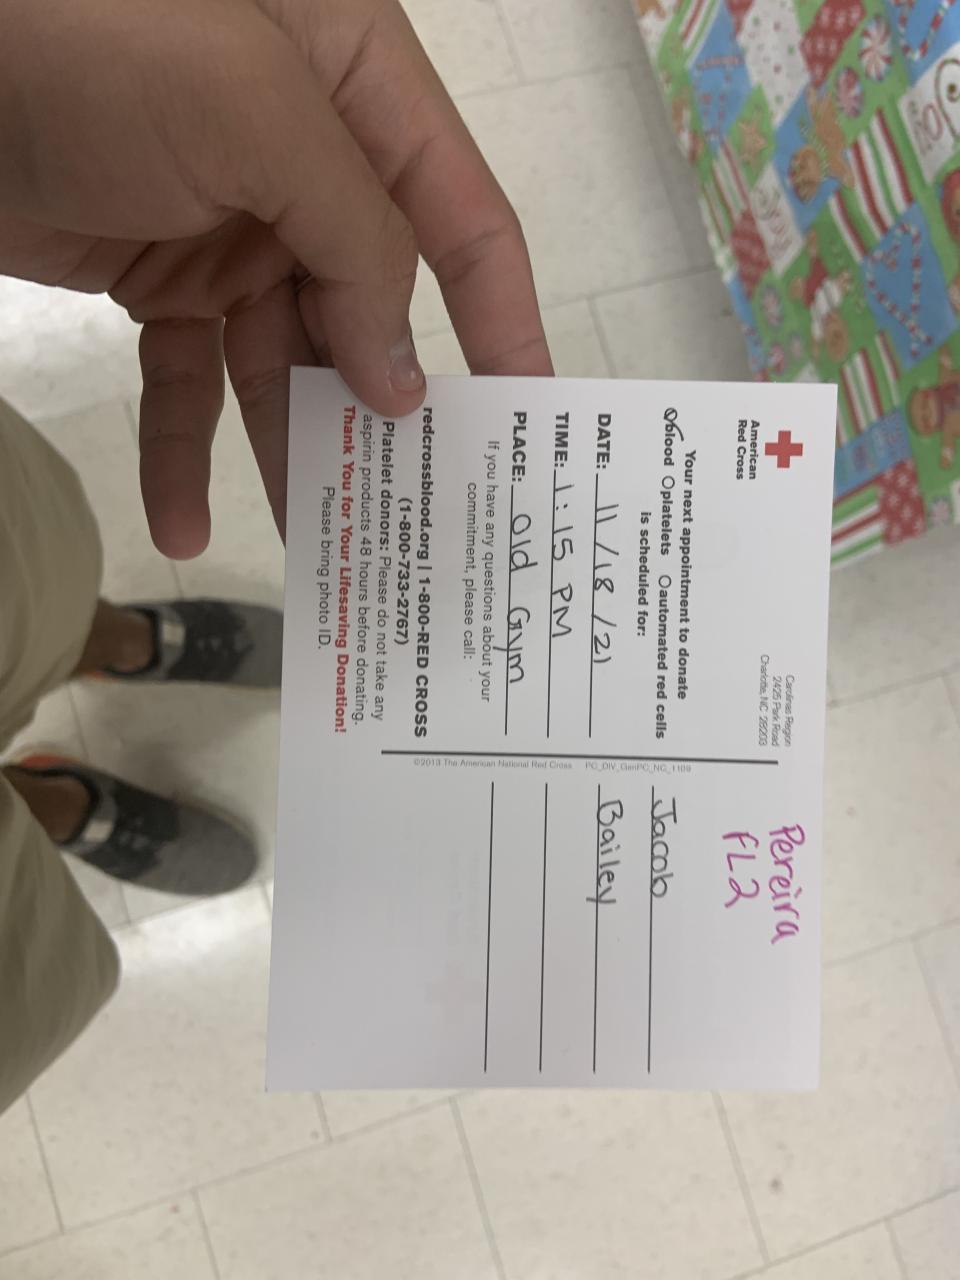 American
Red Cross
Carolinas Region
2425 Park Road
Charlotte, NC 28203
Your next appointment to donate
blood platelets automated red cells
is scheduled for:
DATE: 11/18/21
TIME: 1:15 PM
PLACE: Old Gym
If you have any questions about your
commitment, please call:
redcrossblood.org | 1-800-RED CROSS
(1-800-733-2767)
Platelet donors: Please do not take any
aspirin products 48 hours before donating.
Thank You for Your Lifesaving Donation!
Please bring photo ID.
©2013 The American National Red Cross PC_DIV_GenPC_NC_1109
Pereira
FL2
Jacob
Bailey